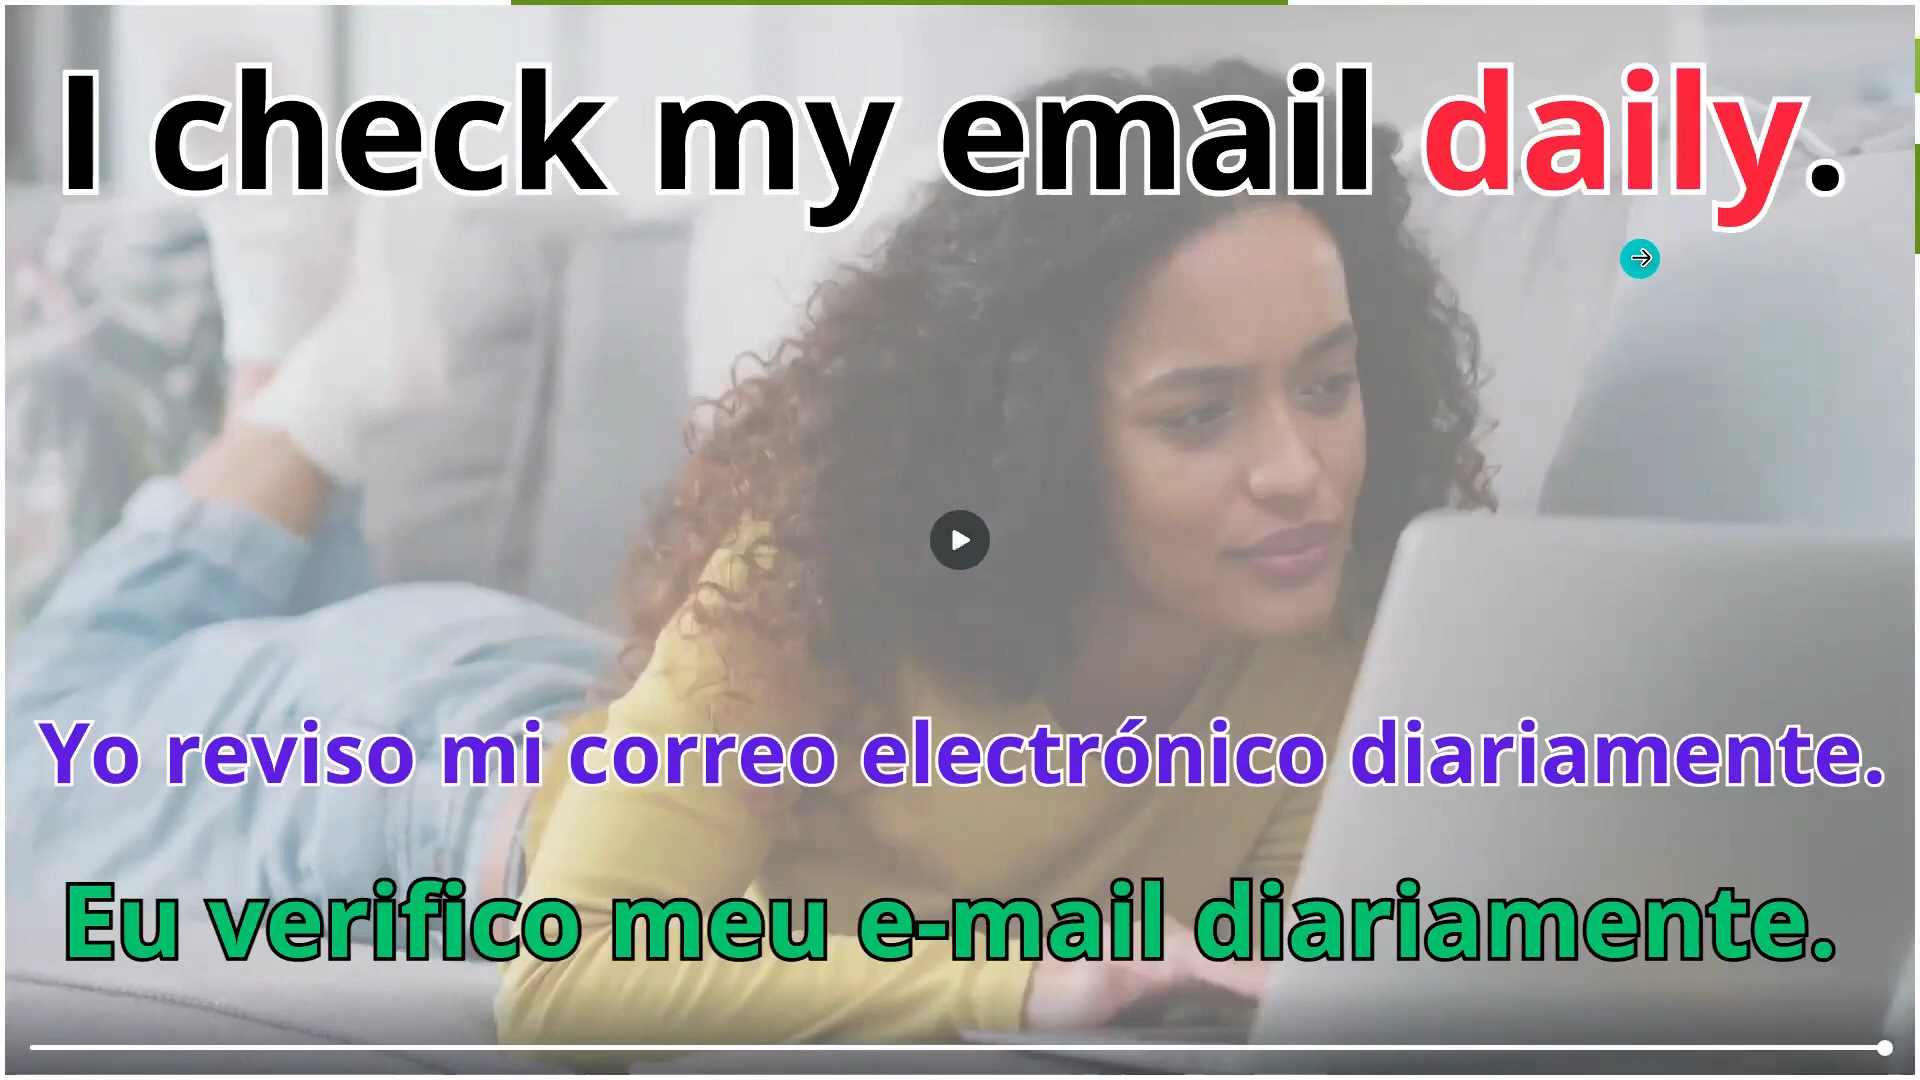 I check my email daily.
Yo reviso mi correo electrónico diariamente.
Eu verifico meu e-mail diariamente.